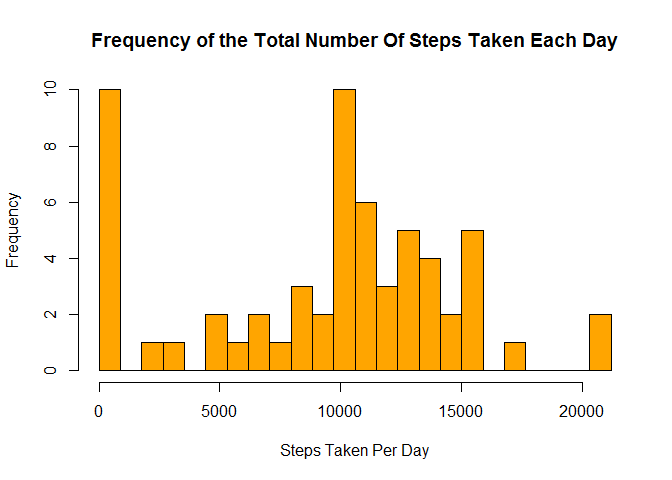 Frequency of the Total Number Of Steps Taken Each Day
Frequency
10
8
6
4
2
0
0 5000 10000 15000 20000
Steps Taken Per Day